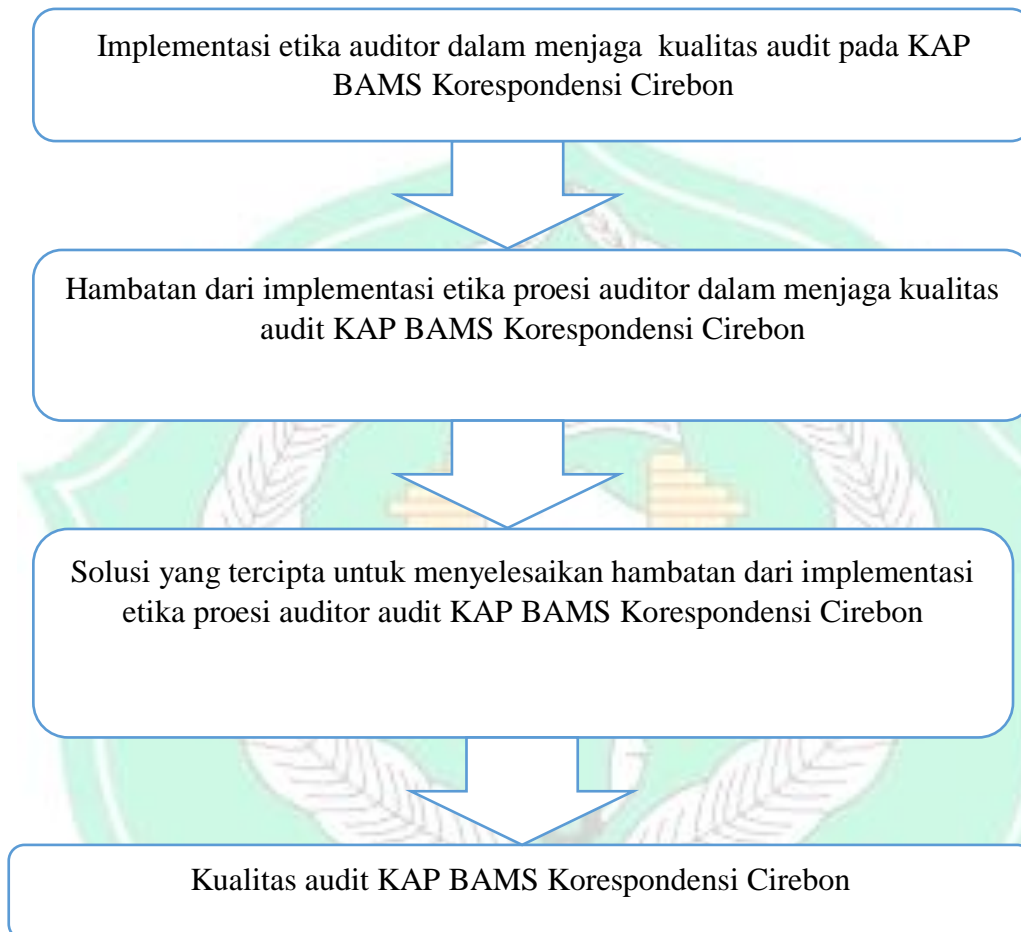 Implementasi etika auditor dalam menjaga kualitas audit pada KAP
BAMS Korespondensi Cirebon
Hambatan dari implementasi etika proesi auditor dalam menjaga kualitas
audit KAP BAMS Korespondensi Cirebon
Solusi yang tercipta untuk menyelesaikan hambatan dari implementasi
etika proesi auditor audit KAP BAMS Korespondensi Cirebon
Kualitas audit KAP BAMS Korespondensi Cirebon